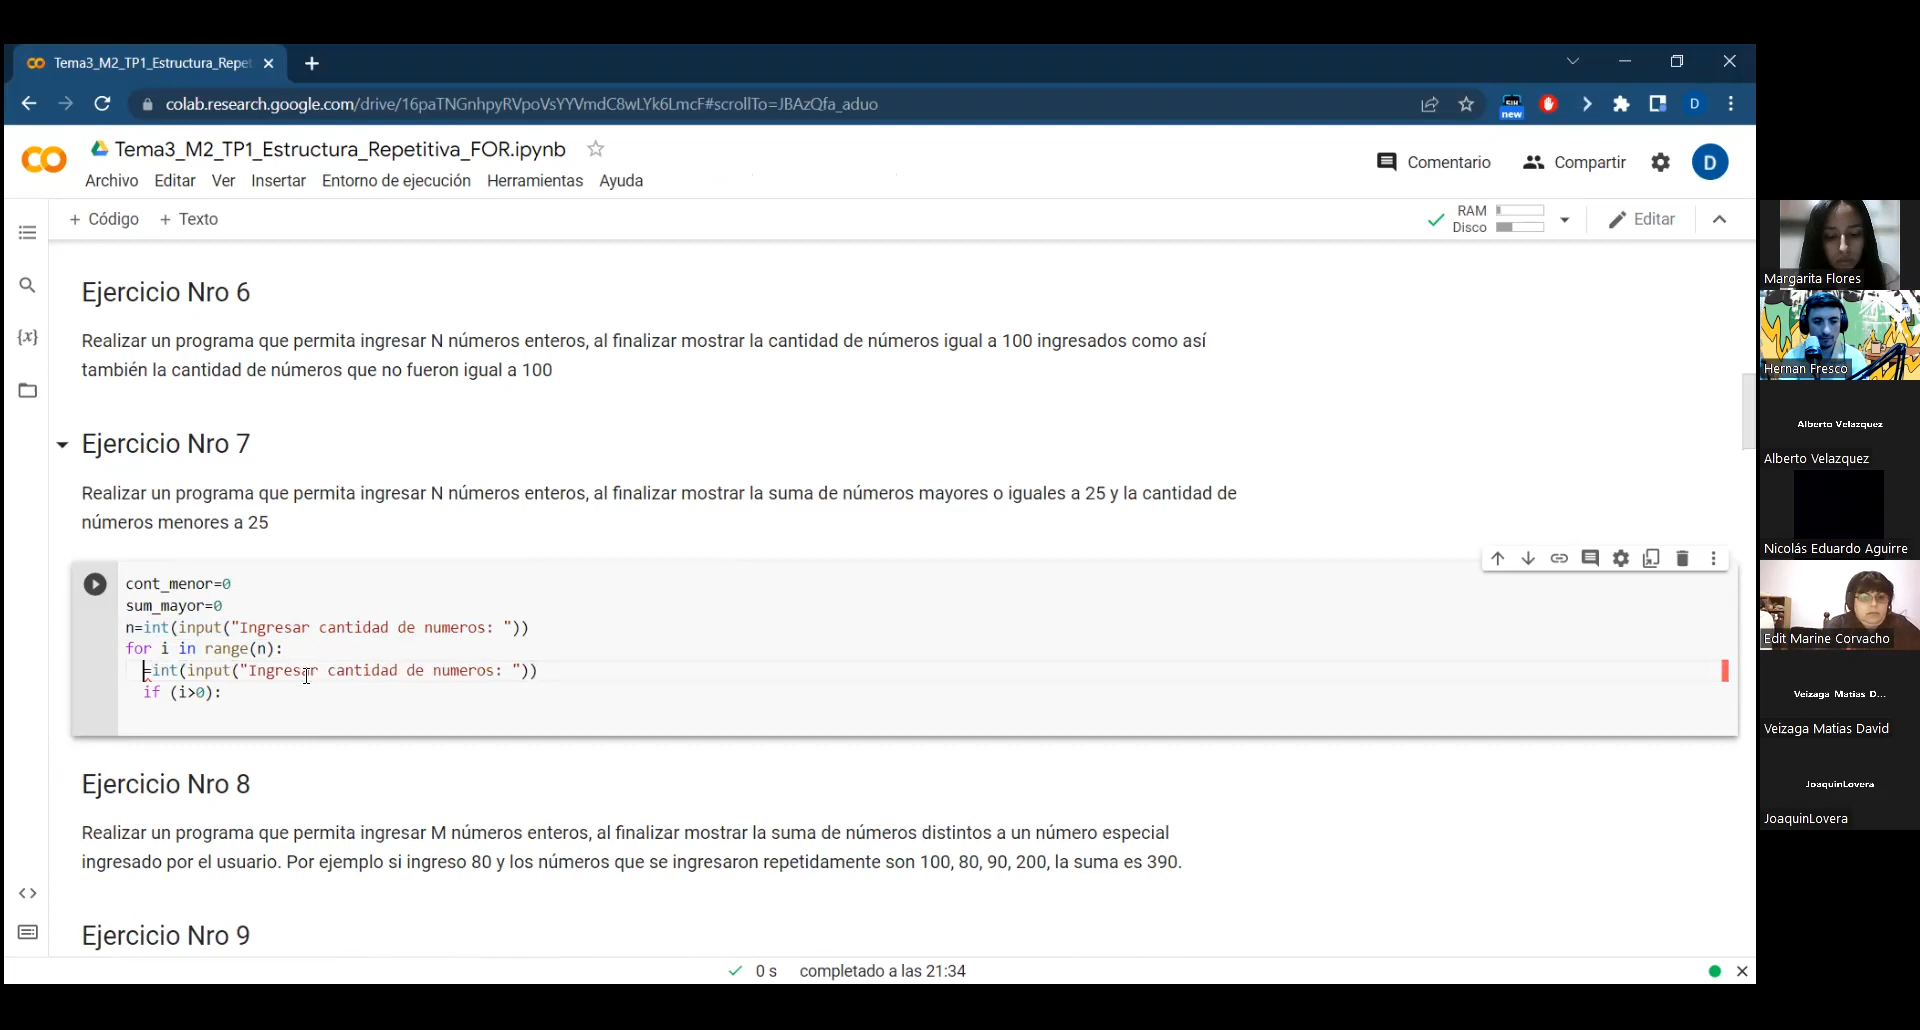 Tema3_M2_TP1_Estructura_Repet
colab.research.google.com/drive/16paTNGnhpyRVpoVsYYVmdC8wLYk6LmcF#scrollTo=JBAzQfa_aduo
new
D
Tema3_M2_TP1_Estructura_Repetitiva_FOR.ipynb
Comentario
Compartir
D
Archivo Editar Ver Insertar Entorno de ejecución Herramientas Ayuda
+ Código + Texto
RAM
Disco
Editar
Ejercicio Nro 6
Realizar un programa que permita ingresar N números enteros, al finalizar mostrar la cantidad de números igual a 100 ingresados como así
también la cantidad de números que no fueron igual a 100
Ejercicio Nro 7
Realizar un programa que permita ingresar N números enteros, al finalizar mostrar la suma de números mayores o iguales a 25 y la cantidad de
números menores a 25
cont_menor=0
sum_mayor=0
n=int(input("Ingresar cantidad de numeros: "))
for i in range(n):
=int(input("Ingresar cantidad de numeros: "))
if (i>0):
Ejercicio Nro 8
Realizar un programa que permita ingresar M números enteros, al finalizar mostrar la suma de números distintos a un número especial
ingresado por el usuario. Por ejemplo si ingreso 80 y los números que se ingresaron repetidamente son 100, 80, 90, 200, la suma es 390.
Ejercicio Nro 9
0 s completado a las 21:34
Margarita Flores
Hernan Fresco
Alberto Velazquez
Alberto Velazquez
Nicolás Eduardo Aguirre
Edit Marine Corvacho
Veizaga Matias D...
Veizaga Matias David
JoaquinLovera
JoaquinLovera